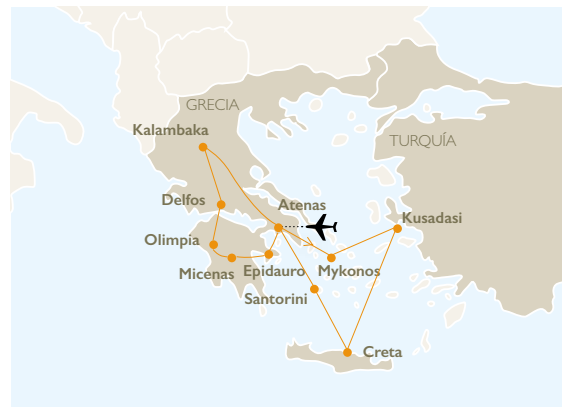 GRECIA
Kalambaka
TURQUÍA
Delfos
Atenas
Kusadasi
Olimpia
Micenas
Epidauro
Mykonos
Santorini
Creta